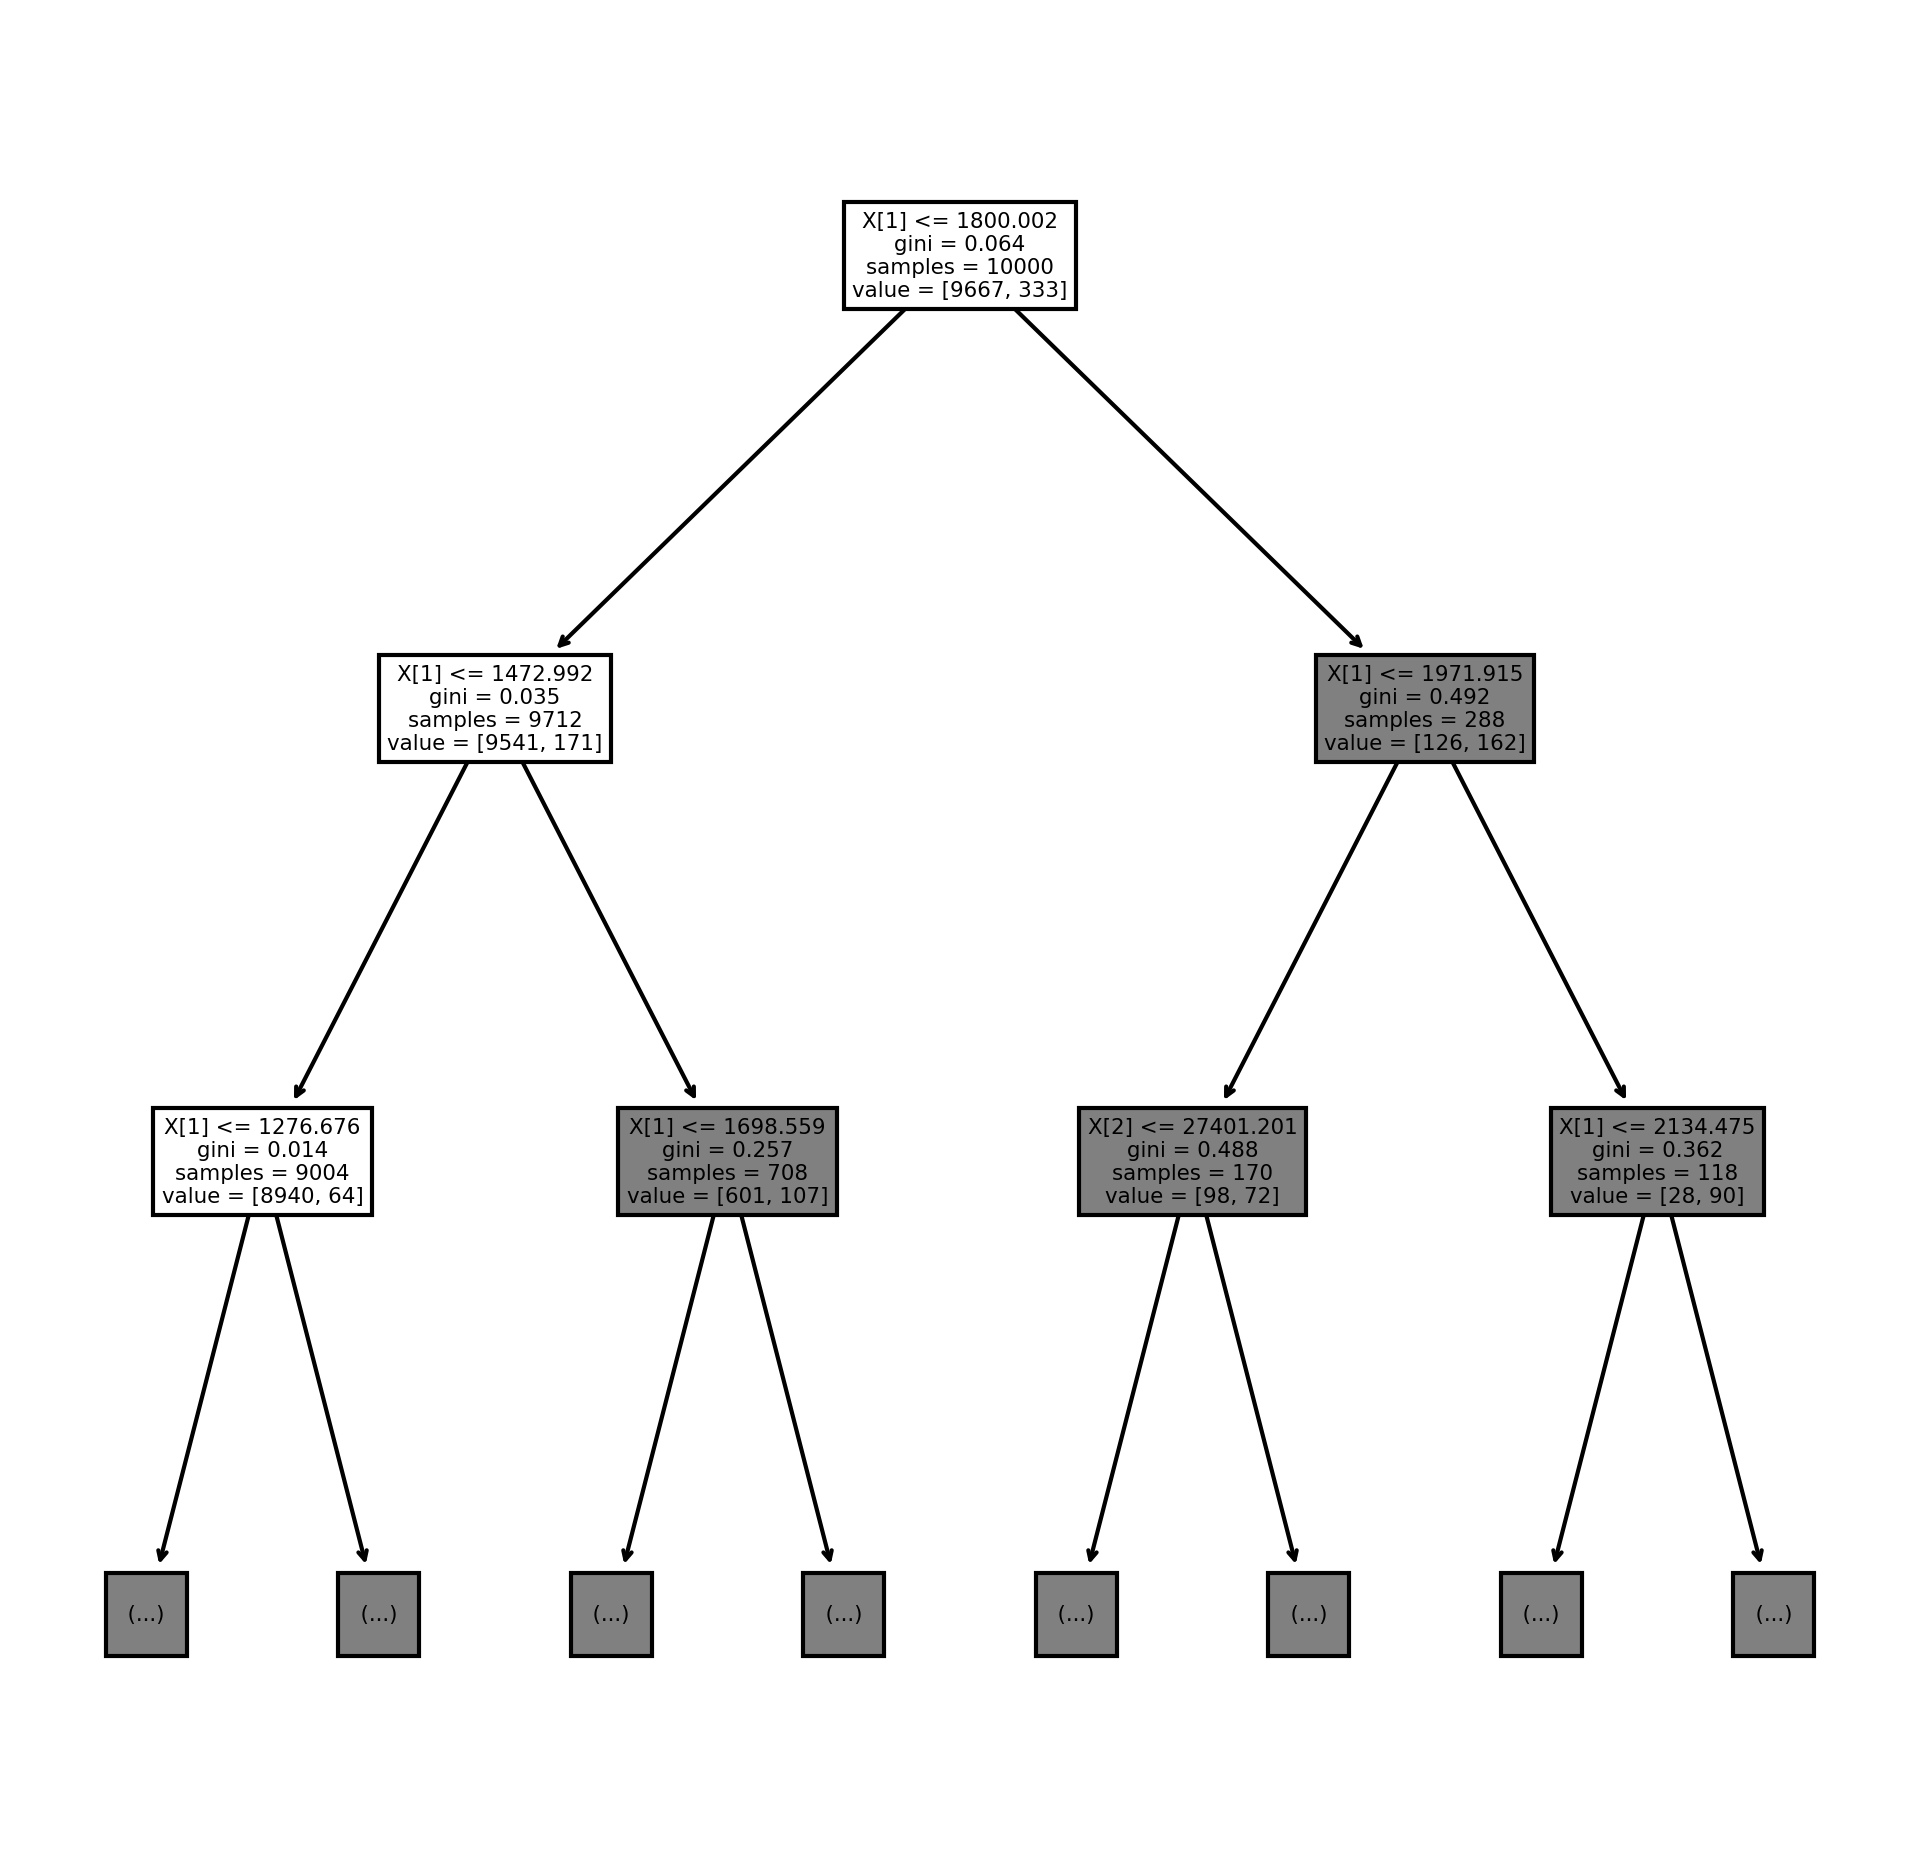 X[1] <= 1800.002
gini = 0.064
samples = 10000
value = [9667, 333]
X[1] <= 1472.992
gini = 0.035
samples = 9712
value = [9541, 171]
X[1] <= 1971.915
gini = 0.492
samples = 288
value = [126, 162]
X[1] <= 1276.676
gini = 0.014
samples = 9004
value = [8940, 64]
X[1] <= 1698.559
gini = 0.257
samples = 708
value = [601, 107]
X[2] <= 27401.201
gini = 0.488
samples = 170
value = [98, 72]
X[1] <= 2134.475
gini = 0.362
samples = 118
value = [28, 90]
(...)
(...)
(...)
(...)
(...)
(...)
(...)
(...)